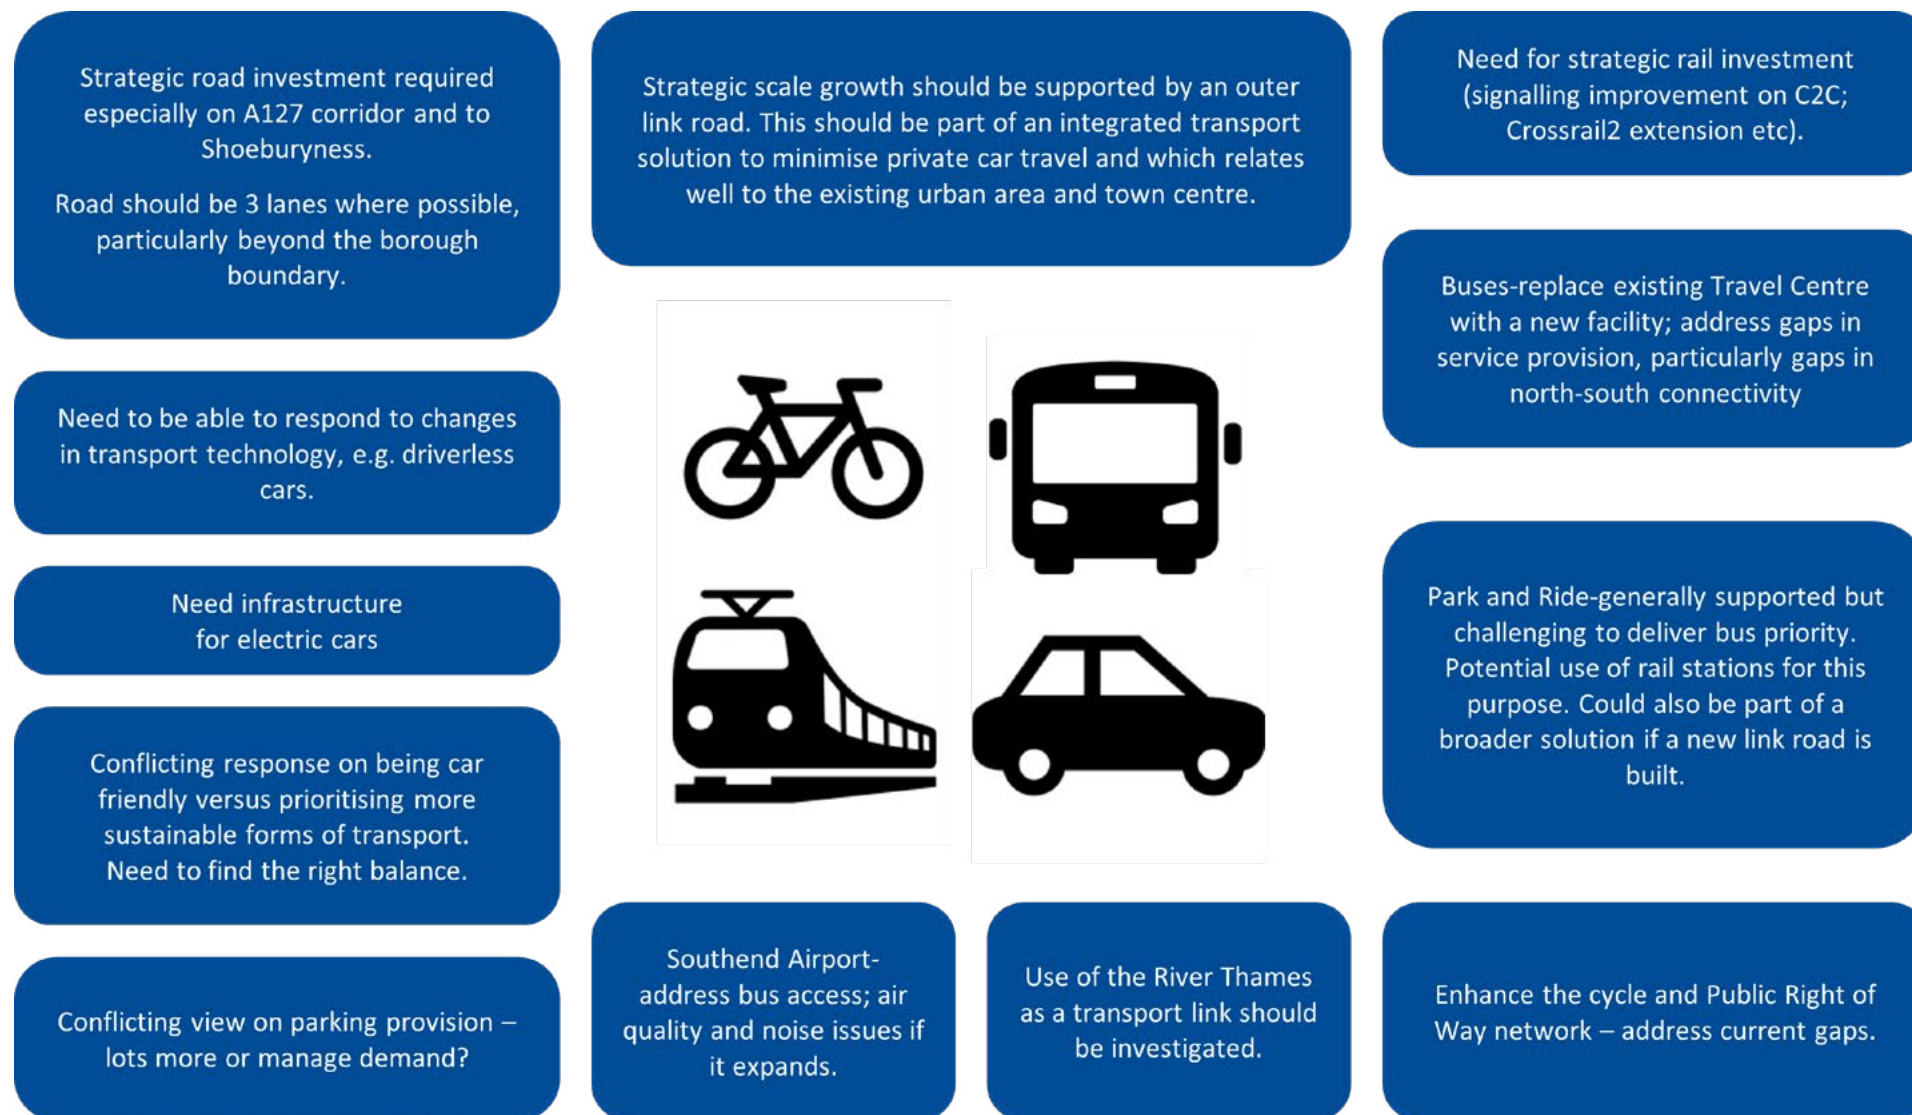 Strategic road investment required
especially on A127 corridor and to
Shoeburyness.
Road should be 3 lanes where possible,
particularly beyond the borough
boundary.
Need to be able to respond to changes
in transport technology, e.g. driverless
cars.
Need infrastructure
for electric cars
Conflicting response on being car
friendly versus prioritising more
sustainable forms of transport.
Need to find the right balance.
Conflicting view on parking provision –
lots more or manage demand?
Strategic scale growth should be supported by an outer
link road. This should be part of an integrated transport
solution to minimise private car travel and which relates
well to the existing urban area and town centre.
Southend Airport-
address bus access; air
quality and noise issues if
it expands.
Use of the River Thames
as a transport link should
be investigated.
Need for strategic rail investment
(signalling improvement on C2C;
Crossrail2 extension etc).
Buses-replace existing Travel Centre
with a new facility; address gaps in
service provision, particularly gaps in
north-south connectivity
Park and Ride-generally supported but
challenging to deliver bus priority.
Potential use of rail stations for this
purpose. Could also be part of a
broader solution if a new link road is
built.
Enhance the cycle and Public Right of
Way network – address current gaps.